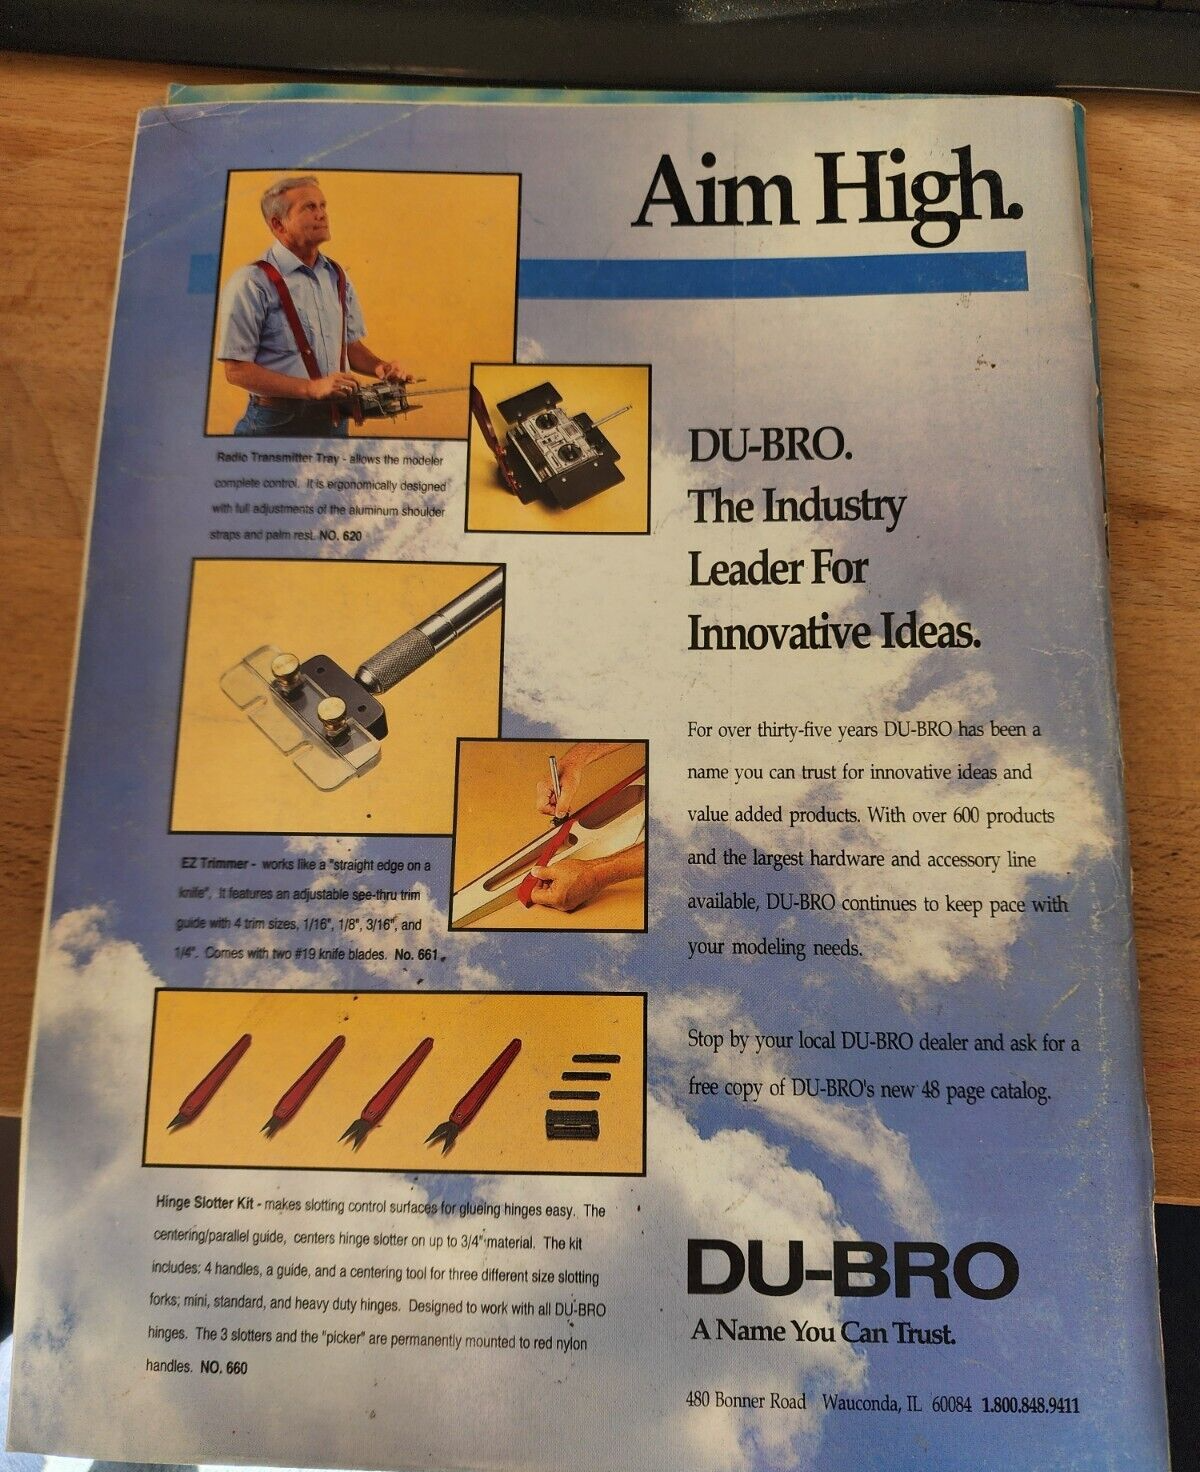 Aim High.
Radio Transmitter Tray - allows the modeler
complete control. It is ergonomically designed
with full adjustments of the aluminum shoulder
straps and palm rest. NO. 620
DU-BRO.
The Industry
Leader For
Innovative Ideas.
EZ Trimmer - works like a "straight edge on a
knife". It features an adjustable see-thru trim
guide with 4 trim sizes, 1/16", 1/8", 3/16", and
1/4". Comes with two #19 knife blades. No. 661.
For over thirty-five years DU-BRO has been a
name you can trust for innovative ideas and
value added products. With over 600 products
and the largest hardware and accessory line
available, DU-BRO continues to keep pace with
your modeling needs.
Stop by your local DU-BRO dealer and ask for a
free copy of DU-BRO's new 48 page catalog.
Hinge Slotter Kit - makes slotting control surfaces for glueing hinges easy. The
centering/parallel guide, centers hinge slotter on up to 3/4" material. The kit
includes: 4 handles, a guide, and a centering tool for three different size slotting
forks; mini, standard, and heavy duty hinges. Designed to work with all DU-BRO
hinges. The 3 slotters and the "picker" are permanently mounted to red nylon
handles. NO. 660
DU-BRO
A Name You Can Trust.
480 Bonner Road Wauconda, IL 60084 1.800.848.9411